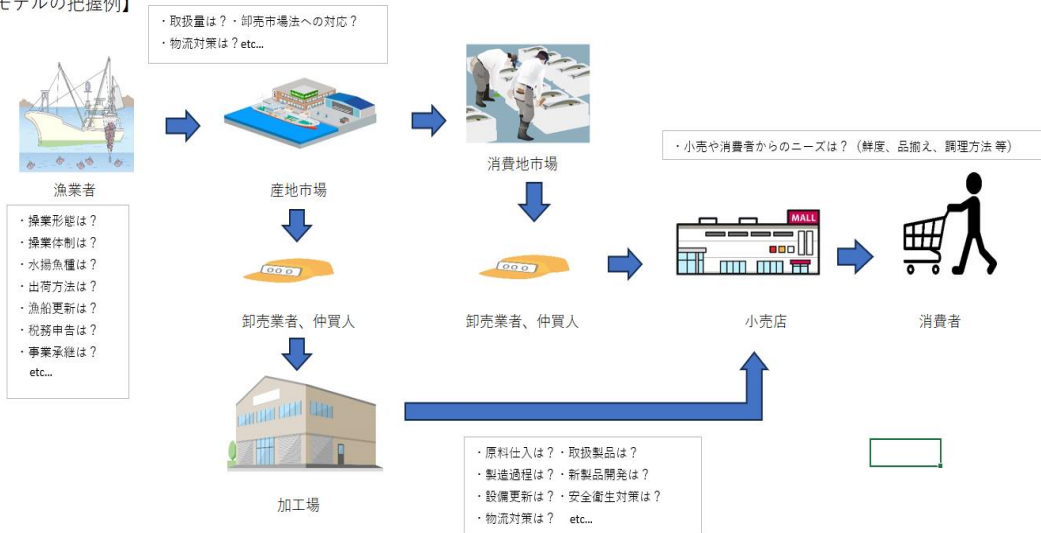 モデルの把握例】
・取扱量は？・卸売市場法への対応？
・物流対策は？etc...
漁業者
産地市場
消費地市場
・小売や消費者からのニーズは？（鮮度、品揃え、調理方法 等）
・操業形態は？
・操業体制は？
・水揚魚種は？
・出荷方法は？
・漁船更新は？
・税務申告は？
・事業承継は？
etc...
MALL
卸売業者、仲買人
卸売業者、仲買人
小売店
消費者
加工場
・原料仕入は？・取扱製品は？
・製造過程は？・新製品開発は？
・設備更新は？・安全衛生対策は？
・物流対策は？ etc...